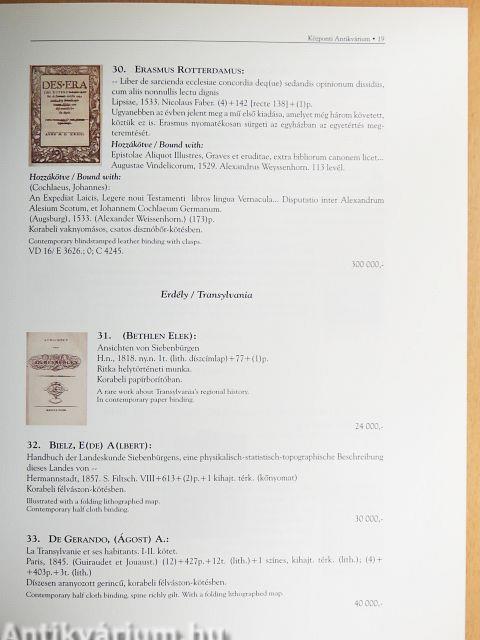 Központi Antikvárium • 19
30. Erasmus Rotterdamus:
-- Liber de sarcienda ecclesiae concordia deq(ue) sedandis opinionum dissidiis,
cum aliis nonnullis lectu dignis
Lipsiae, 1533. Nicolaus Faber. (4)+142 [recte 138]+(1)p.
Ugyanebben az évben jelent meg a mű első kiadása, amelyet még három követett,
köztük ez is. Erasmus nyomatékosan sürgeti az egyházban az egyetértés meg-
teremtését.
Hozzákötve / Bound with:
Epistolae Aliquot Illustres, Graves et eruditae, extra bibliorum canonem licet...
Augustae Vindelicorum, 1529. Alexandrus Weyssenhorn. 113 levél.
DES. ERA
Hozzákötve / Bound with:
(Cochlaeus, Johannes):
An Expediat Laicis, Legere noui Testamenti libros lingua Vernacula... Disputatio inter Alexandrum
Alesium Scotum, et Iohannem Cochlaeum Germanum.
(Augsburg), 1533. (Alexander Weissenhorn.) (173)p.
Korabeli vaknyomásos, csatos disznóbőr-kötésben.
Contemporary blindstamped leather binding with clasps.
VD 16/ E 3626.; 0; C 4245.
300 000,-
Erdély / Transylvania
31. (Bethlen Elek):
Ansichten von Siebenbürgen
H.n., 1818. ny.n. 1t. (lith. díszcímlap)+77+(1)p.
Ritka helytörténeti munka.
Korabeli papírborítóban.
A rare work about Transylvania's regional history.
In contemporary paper binding.
24 000,-
32. Bielz, E(de) A(lbert):
Handbuch der Landeskunde Siebenbürgens, eine physikalisch-statistisch-topographische Beschreibung
dieses Landes von --
Hermannstadt, 1857. S. Filtsch. VIII+613+(2)p.+1 kihajt. térk. (kőnyomat)
Korabeli félvászon-kötésben.
Illustrated with a folding lithographed map.
Contemporary half cloth binding.
30 000,-
33. De Gerando, (Ágost) A.:
La Transylvanie et ses habitants. I-II. kötet.
Paris, 1845. (Guiraudet et Jouaust.) (12)+427p.+12t. (lith.)+1 színes, kihajt. térk. (lith.); (4)+
+403p.+3t. (lith.)
Díszesen aranyozott gerincű, korabeli félvászon-kötésben.
Contemporary half cloth binding, spine richly gilt. With a folding lithographed map.
40 000,-
Antikvárium.hu